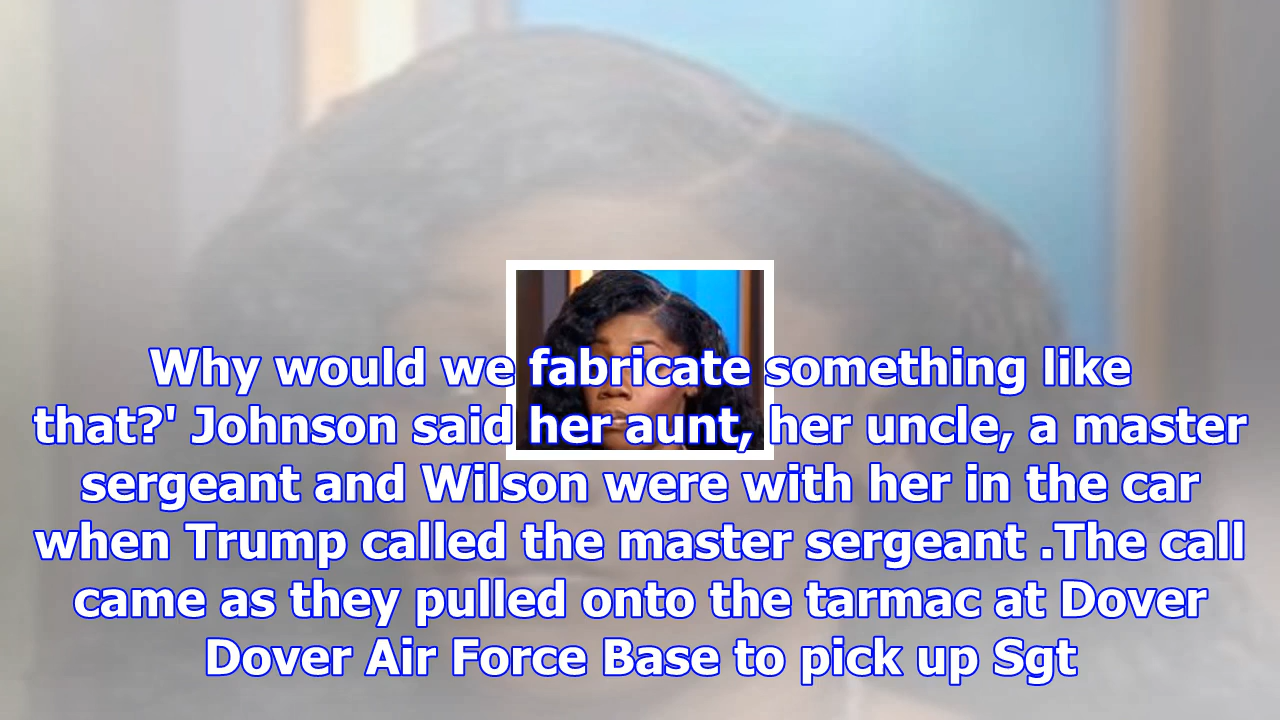 Why would we fabricate something like
that?' Johnson said her aunt, her uncle, a master
sergeant and Wilson were with her in the car
when Trump called the master sergeant .The call
came as they pulled onto the tarmac at Dover
Dover Air Force Base to pick up Sgt